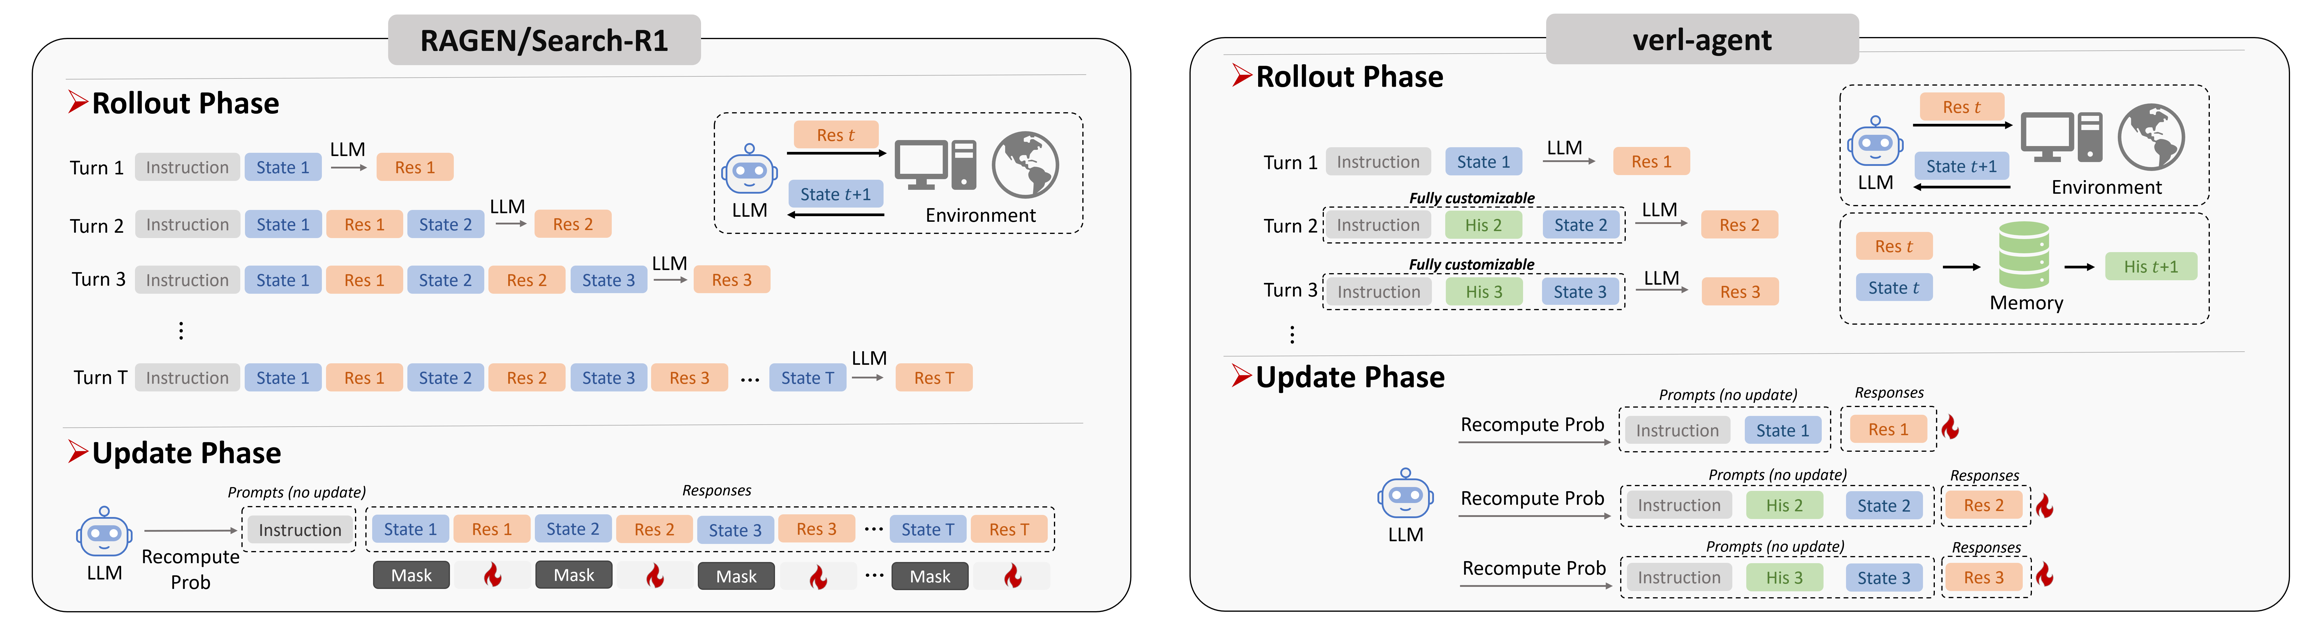 RAGEN/Search-R1
Rollout Phase
Turn 1 Instruction State 1 LLM Res 1
Turn 2 Instruction State 1 Res 1 State 2 LLM Res 2
Turn 3 Instruction State 1 Res 1 State 2 Res 2 State 3 LLM Res 3
⋮
Turn T Instruction State 1 Res 1 State 2 Res 2 State 3 Res 3 ... State T LLM Res T
Res t
State t+1
LLM
Environment
Update Phase
Prompts (no update) Responses
Instruction State 1 Res 1 State 2 Res 2 State 3 Res 3 ... State T Res T
LLM
Recompute
Prob
Mask Mask Mask ... Mask
verl-agent
Rollout Phase
Turn 1 Instruction State 1 LLM Res 1
Fully customizable
Turn 2 Instruction His 2 State 2 LLM Res 2
Fully customizable
Turn 3 Instruction His 3 State 3 LLM Res 3
⋮
Res t
State t+1
LLM
Environment
Res t
State t
Memory
His t+1
Update Phase
Prompts (no update) Responses
Recompute Prob Instruction State 1 Res 1
Prompts (no update) Responses
Recompute Prob Instruction His 2 State 2 Res 2
LLM
Prompts (no update) Responses
Recompute Prob Instruction His 3 State 3 Res 3